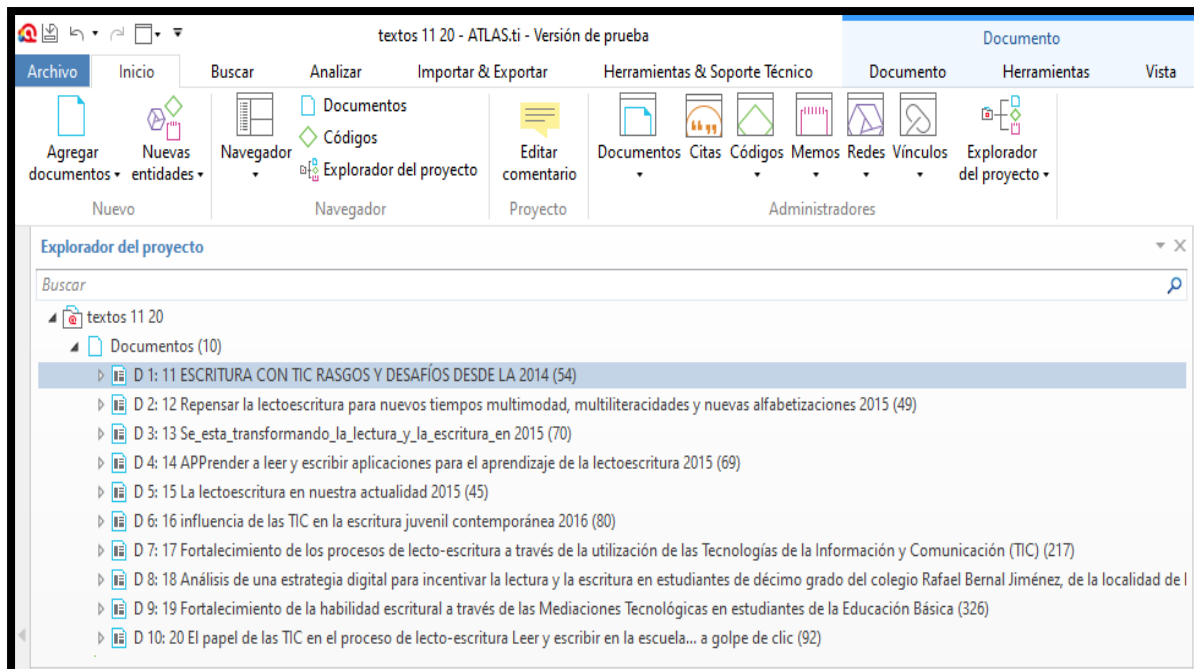 textos 11 20 - ATLAS.ti - Versión de prueba
Documento
Archivo Inicio Buscar Analizar Importar & Exportar Herramientas & Soporte Técnico Documento Herramientas Vista
Agregar documentos
Nuevas entidades
Nuevo
Navegador
Documentos
Códigos
Explorador del proyecto
Navegador
Editar comentario
Proyecto
Documentos Citas Códigos Memos Redes Vínculos
Explorador del proyecto
Administradores
Explorador del proyecto
Buscar
textos 11 20
Documentos (10)
D 1: 11 ESCRITURA CON TIC RASGOS Y DESAFÍOS DESDE LA 2014 (54)
D 2: 12 Repensar la lectoescritura para nuevos tiempos multimodad, multiliteracidades y nuevas alfabetizaciones 2015 (49)
D 3: 13 Se_esta_transformando_la_lectura_y_la_escritura_en 2015 (70)
D 4: 14 APPrender a leer y escribir aplicaciones para el aprendizaje de la lectoescritura 2015 (69)
D 5: 15 La lectoescritura en nuestra actualidad 2015 (45)
D 6: 16 influencia de las TIC en la escritura juvenil contemporánea 2016 (80)
D 7: 17 Fortalecimiento de los procesos de lecto-escritura a través de la utilización de las Tecnologías de la Información y Comunicación (TIC) (217)
D 8: 18 Análisis de una estrategia digital para incentivar la lectura y la escritura en estudiantes de décimo grado del colegio Rafael Bernal Jiménez, de la localidad de
D 9: 19 Fortalecimiento de la habilidad escritural a través de las Mediaciones Tecnológicas en estudiantes de la Educación Básica (326)
D 10: 20 El papel de las TIC en el proceso de lecto-escritura Leer y escribir en la escuela... a golpe de clic (92)